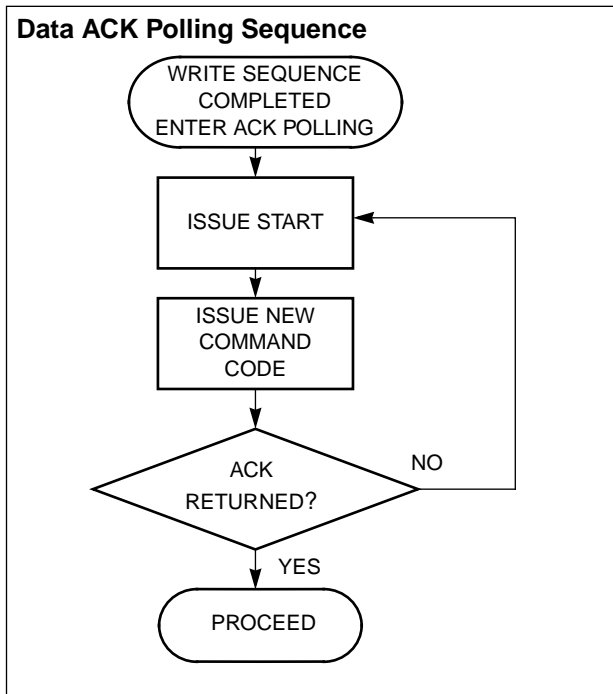 Data ACK Polling Sequence
WRITE SEQUENCE
COMPLETED
ENTER ACK POLLING
ISSUE START
ISSUE NEW
COMMAND
CODE
ACK
RETURNED?
NO
YES
PROCEED